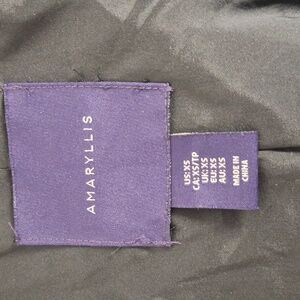 AMARYLLIS
US:XS
CA:XS/TP
UK:XS
EU:XS
AU:XS
MADE IN
CHINA